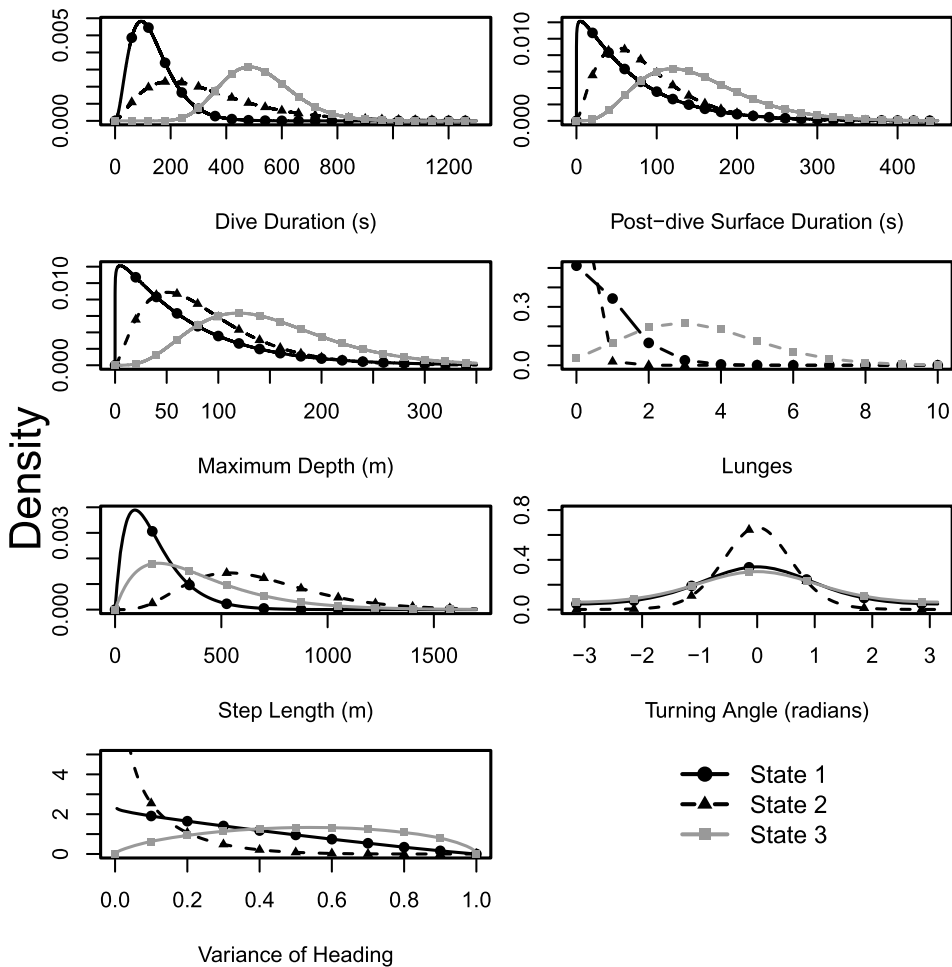 0.000 0.005
0 200 400 600 800 1200
Dive Duration (s)
0.000 0.010
0 100 200 300 400
Post−dive Surface Duration (s)
0.000 0.010
0 50 100 200 300
Maximum Depth (m)
0.0 0.3
0 2 4 6 8 10
Lunges
Density
0.000 0.003
0 500 1000 1500
Step Length (m)
0.0 0.4 0.8
−3 −2 −1 0 1 2 3
Turning Angle (radians)
0 2 4
0.0 0.2 0.4 0.6 0.8 1.0
Variance of Heading
State 1
State 2
State 3